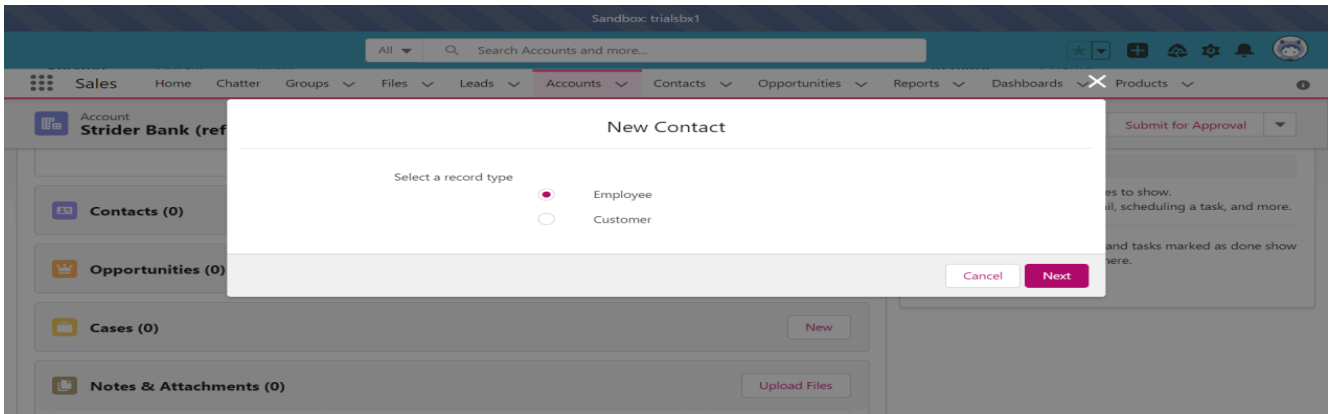 Sandbox: trialsbx1
All Search Accounts and more...
Sales Home Chatter Groups Files Leads Accounts Contacts Opportunities Reports Dashboards Products
Account
Strider Bank (ref
New Contact
Submit for Approval
Select a record type
Employee
Customer
es to show.
il, scheduling a task, and more.
Contacts (0)
and tasks marked as done show
here.
Opportunities (0)
Cancel Next
Cases (0) New
Notes & Attachments (0) Upload Files